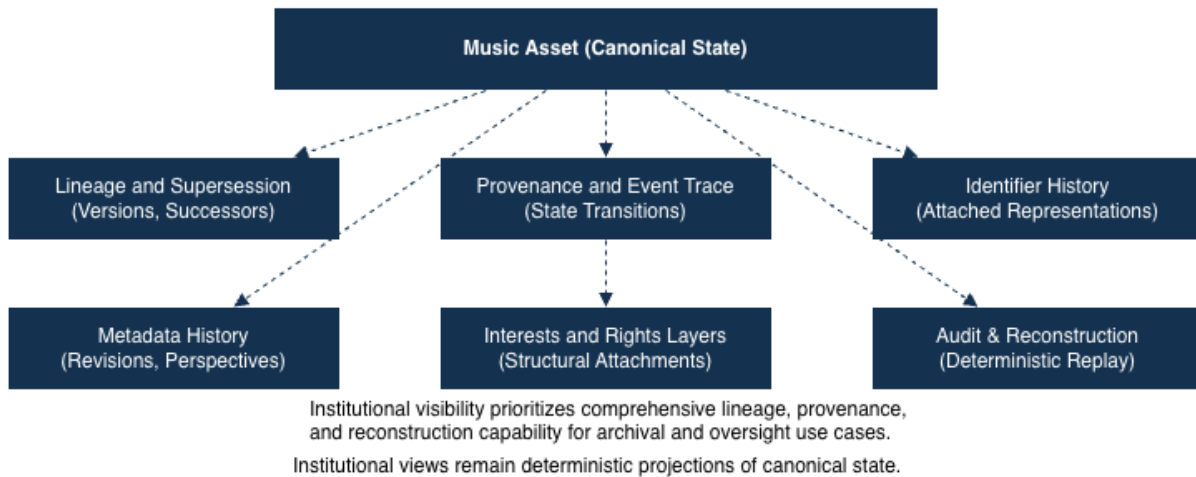 Music Asset (Canonical State)
Lineage and Supersession
(Versions, Successors)
Provenance and Event Trace
(State Transitions)
Identifier History
(Attached Representations)
Metadata History
(Revisions, Perspectives)
Interests and Rights Layers
(Structural Attachments)
Audit & Reconstruction
(Deterministic Replay)
Institutional visibility prioritizes comprehensive lineage, provenance,
and reconstruction capability for archival and oversight use cases.
Institutional views remain deterministic projections of canonical state.